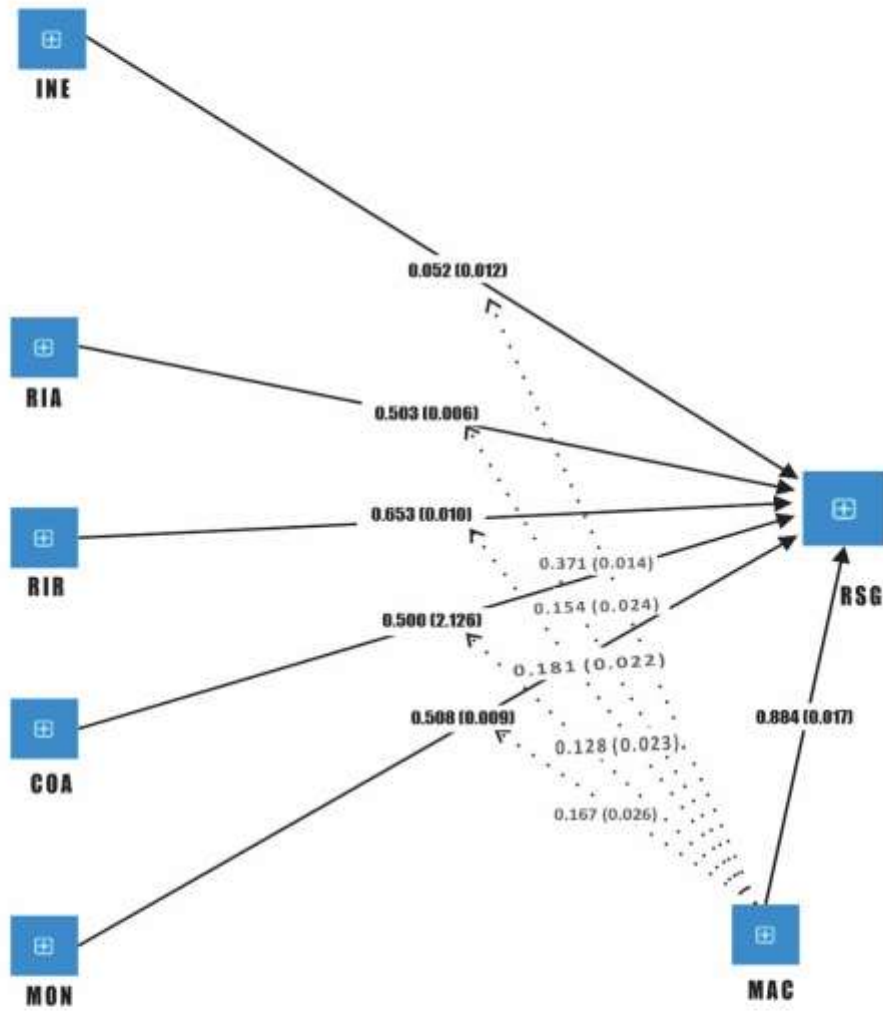 INE
0.052 (0.012)
RIA
0.503 (0.006)
0.653 (0.010)
RIR
0.371 (0.014)
RSG
0.154 (0.024)
0.500 (2.126)
0.181 (0.022)
0.508 (0.009)
0.884 (0.017)
0.128 (0.023)
COA
0.167 (0.026)
MON
MAC